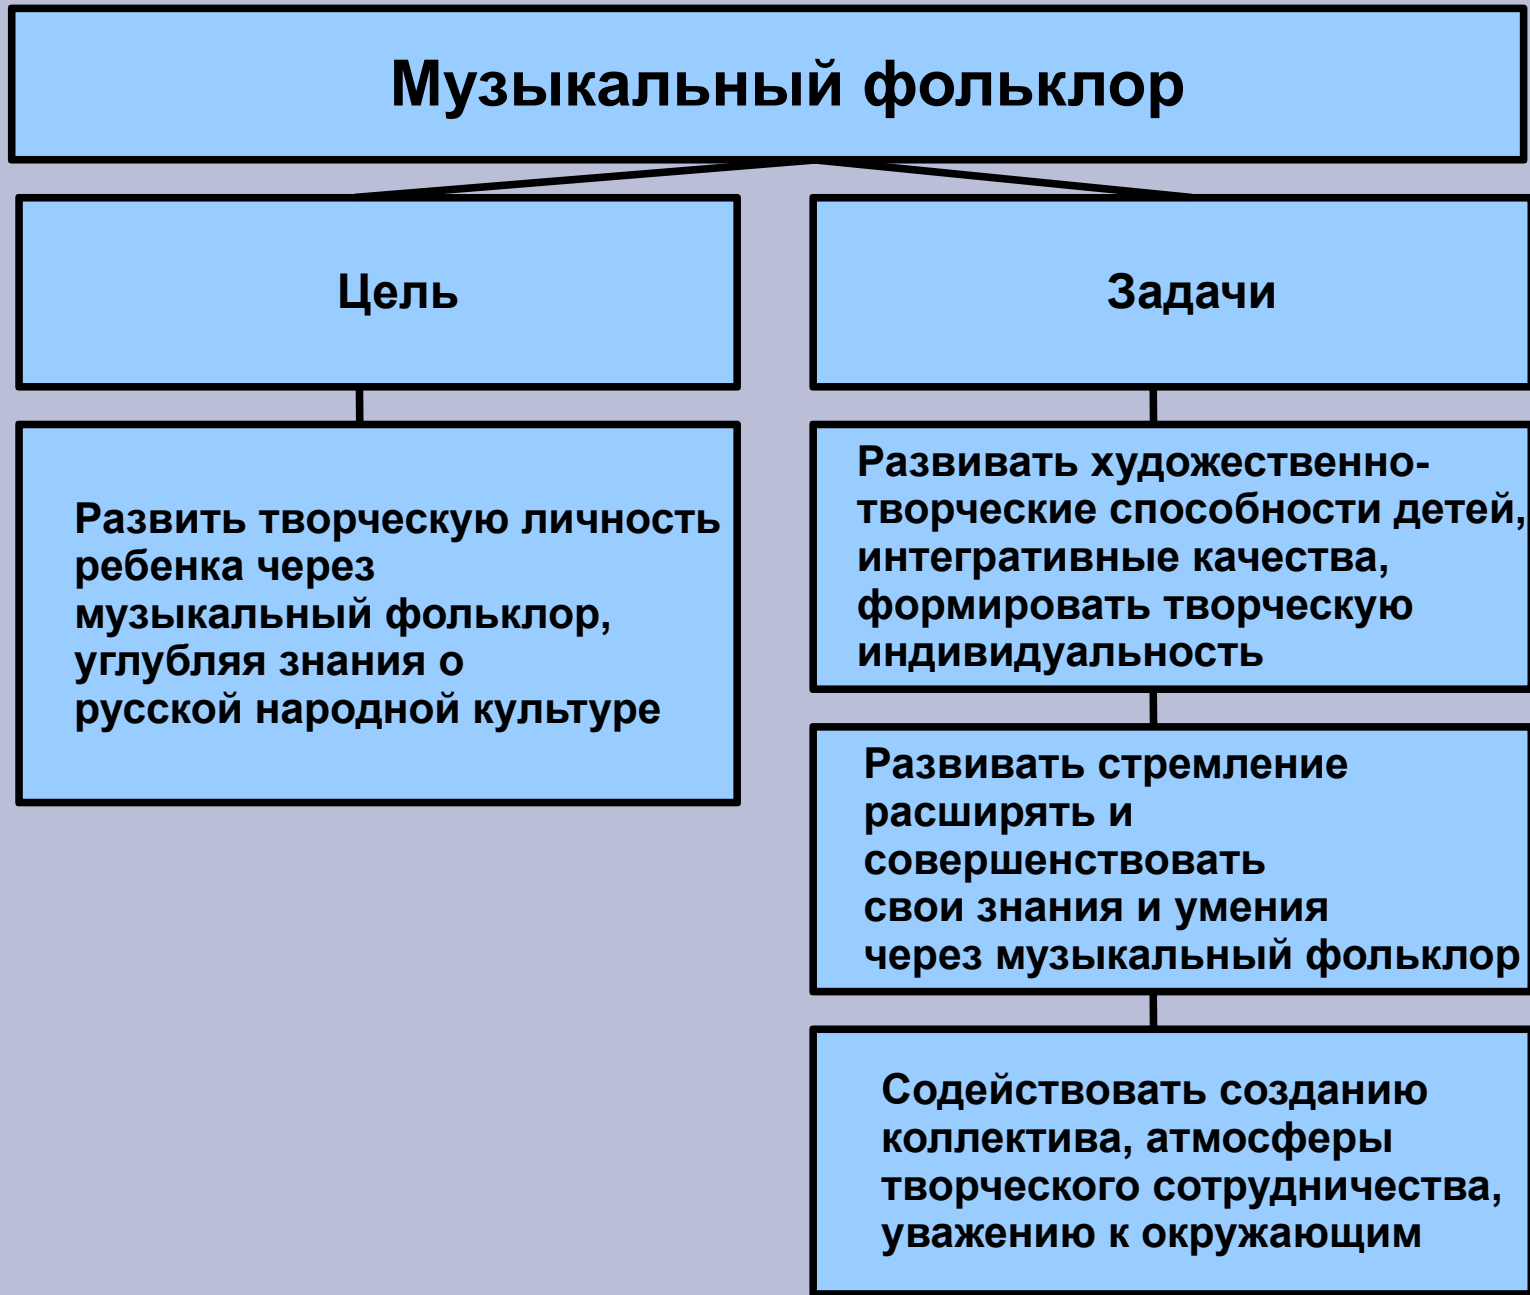 Музыкальный фольклор
Цель
Задачи
Развить творческую личность
ребенка через
музыкальный фольклор,
углубляя знания о
русской народной культуре
Развивать художественно-
творческие способности детей,
интегративные качества,
формировать творческую
индивидуальность
Развивать стремление
расширять и
совершенствовать
свои знания и умения
через музыкальный фольклор
Содействовать созданию
коллектива, атмосферы
творческого сотрудничества,
уважению к окружающим